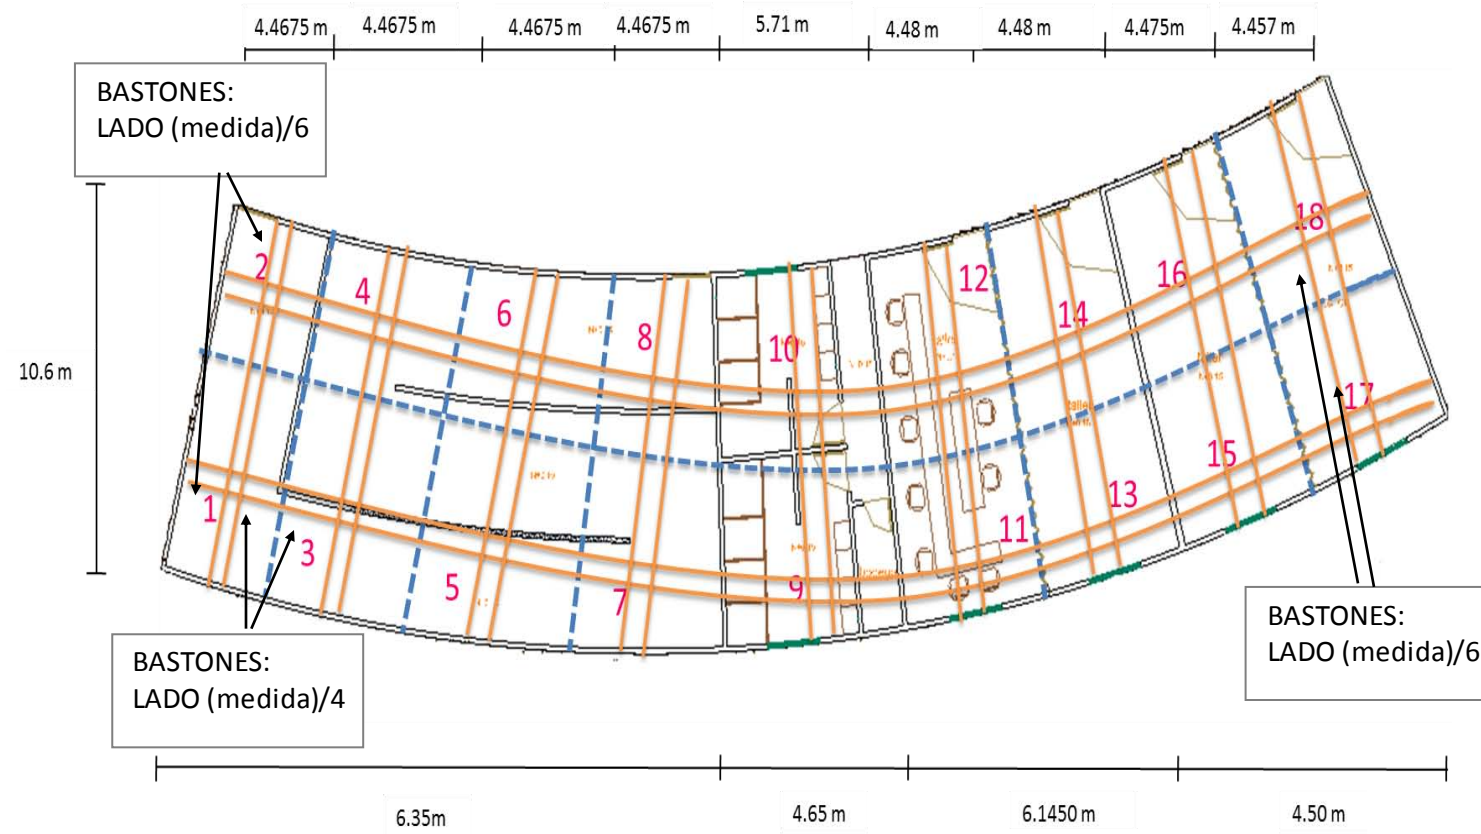 4.4675 m
4.4675 m
4.4675 m
4.4675 m
5.71 m
4.48 m
4.48 m
4.475 m
4.457 m
BASTONES:
LADO (medida)/6
10.6 m
2
4
6
8
10
12
14
16
18
1
3
5
7
9
11
13
15
17
BASTONES:
LADO (medida)/4
BASTONES:
LADO (medida)/6
6.35m
4.65 m
6.1450 m
4.50 m